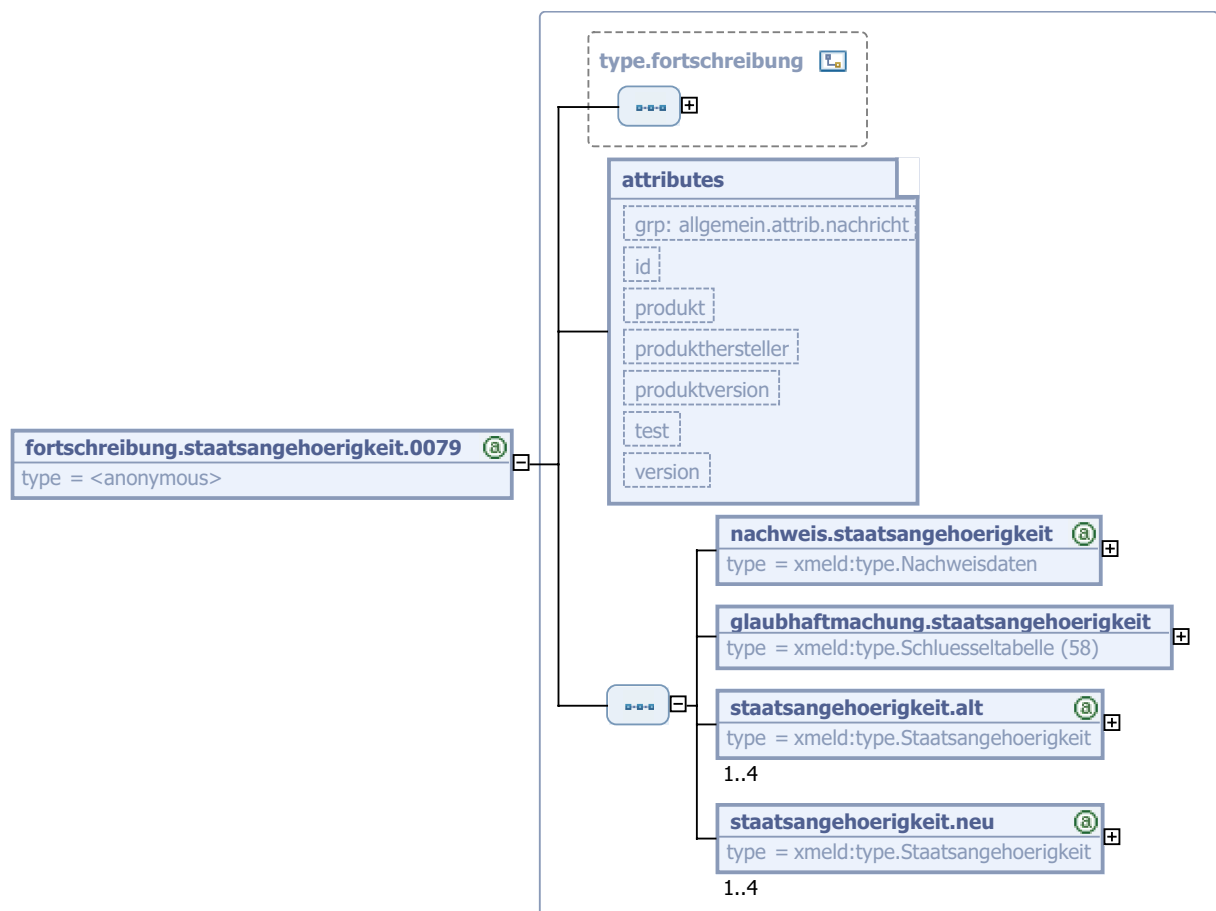 type.fortschreibung
attributes
grp: allgemein.attrib.nachricht
id
produkt
produkthersteller
produktversion
test
version
fortschreibung.staatsangehoerigkeit.0079
type = <anonymous>
nachweis.staatsangehoerigkeit
type = xmeld:type.Nachweisdaten
glaubhaftmachung.staatsangehoerigkeit
type = xmeld:type.Schluesseltabelle (58)
staatsangehoerigkeit.alt
type = xmeld:type.Staatsangehoerigkeit
1..4
staatsangehoerigkeit.neu
type = xmeld:type.Staatsangehoerigkeit
1..4